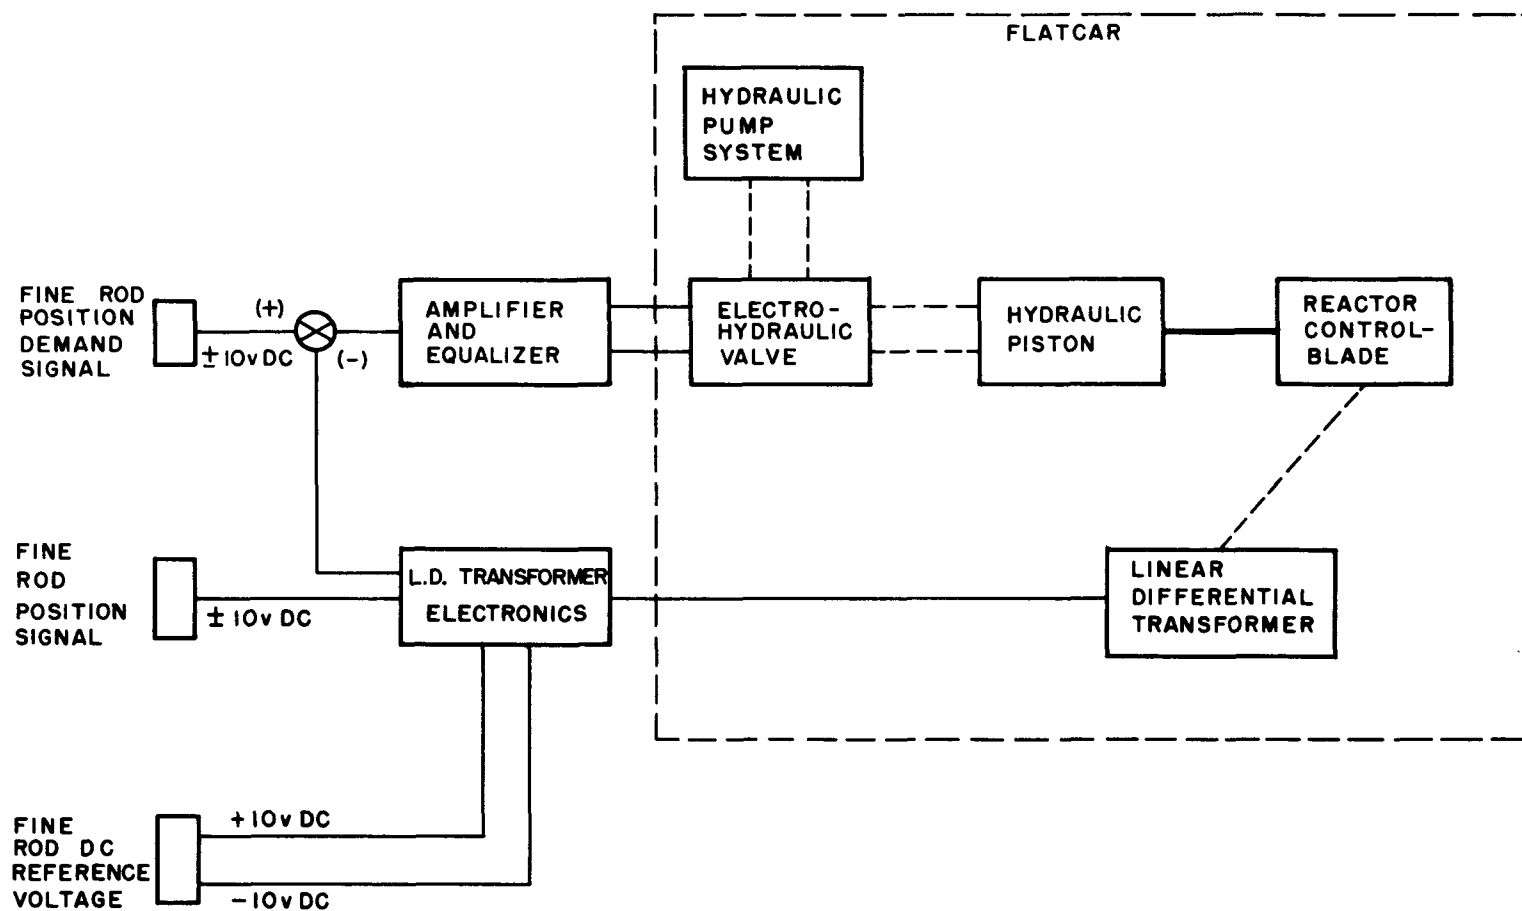 FLATCAR
HYDRAULIC
PUMP
SYSTEM
FINE ROD
POSITION
DEMAND
SIGNAL
(+)
± 10v DC
(-)
AMPLIFIER
AND
EQUALIZER
ELECTRO-
HYDRAULIC
VALVE
HYDRAULIC
PISTON
REACTOR
CONTROL-
BLADE
FINE
ROD
POSITION
SIGNAL
± 10v DC
L.D. TRANSFORMER
ELECTRONICS
LINEAR
DIFFERENTIAL
TRANSFORMER
FINE
ROD DC
REFERENCE
VOLTAGE
+10v DC
-10v DC